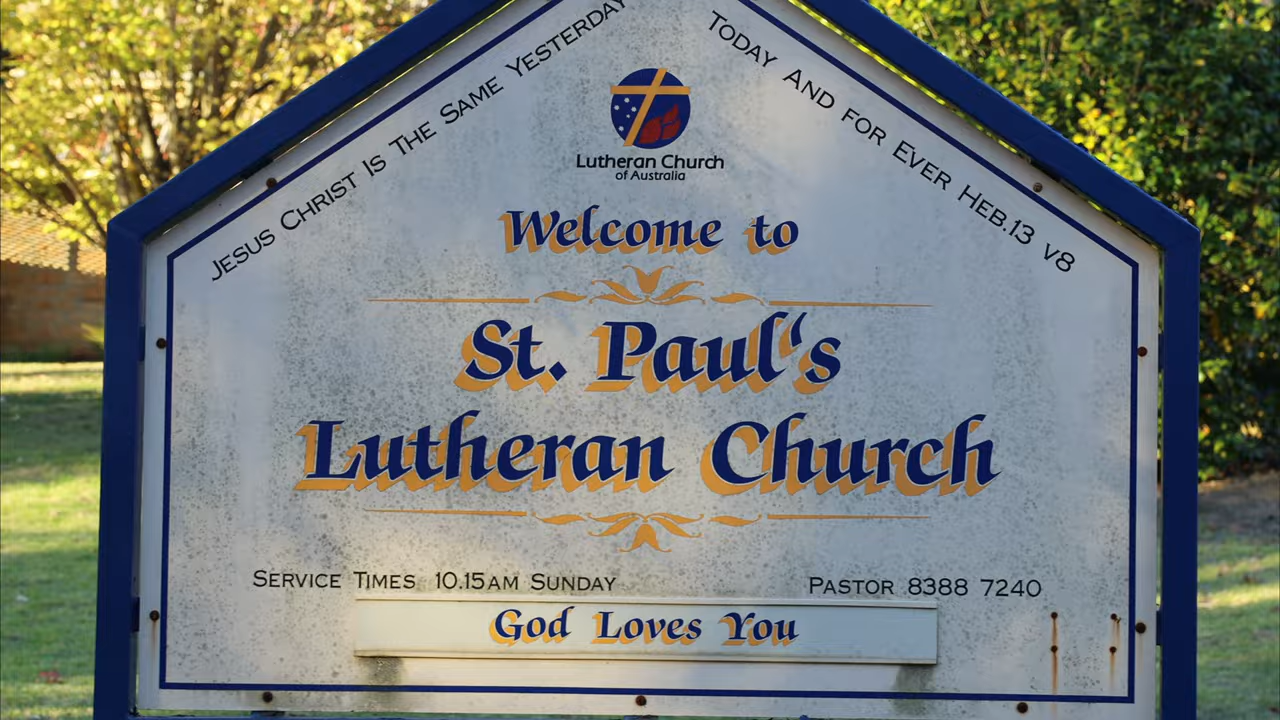 JESUS CHRIST IS THE SAME YESTERDAY
TODAY AND FOR EVER HEB.13 v8
Lutheran Church
of Australia
Welcome to
St. Paul's
Lutheran Church
SERVICE TIMES 10.15AM SUNDAY
PASTOR 8388 7240
God Loves You